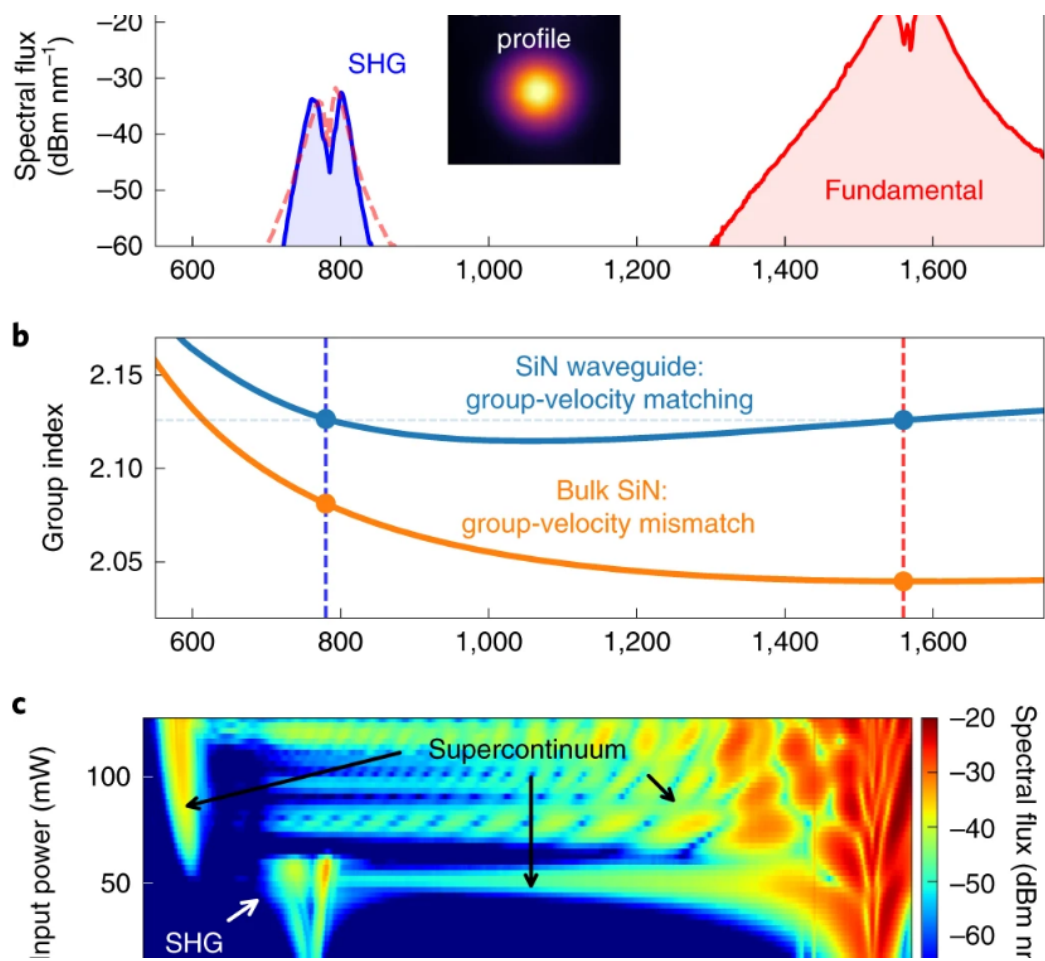 −20
−30
−40
−50
−60
Spectral flux
(dBm nm−1)
SHG
profile
Fundamental
600 800 1,000 1,200 1,400 1,600
b
2.15
2.10
2.05
Group index
SiN waveguide:
group-velocity matching
Bulk SiN:
group-velocity mismatch
600 800 1,000 1,200 1,400 1,600
c
100
50
Input power (mW)
Supercontinuum
SHG
−20
−30
−40
−50
−60
Spectral flux (dBm